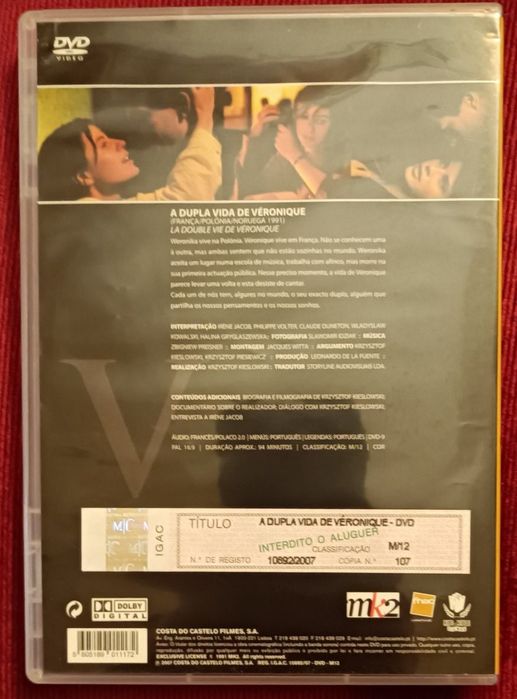 DVD
VIDEO
A DUPLA VIDA DE VÉRONIQUE
(FRANÇA/POLÓNIA/NORUEGA 1991)
LA DOUBLE VIE DE VÉRONIQUE
Weronika vive na Polónia. Véronique vive em França. Não se conhecem uma
à outra, mas ambas sentem que não estão sozinhas no mundo. Weronika
aceita um lugar numa escola de música, trabalha com afinco, mas morre na
sua primeira actuação pública. Nesse preciso momento, a vida de Véronique
parece levar uma volta e esta desiste de cantar.
Cada um de nós tem, algures no mundo, o seu exacto duplo, alguém que
partilha os nossos pensamentos e os nossos sonhos.
INTERPRETAÇÃO IRÈNE JACOB, PHILIPPE VOLTER, CLAUDE DUNETON, WLADYSLAW
KOWALSKI, HALINA GRYGLASZEWSKA; FOTOGRAFIA SLAWOMIR IDZIAK :: MÚSICA
ZBIGNIEW PREISNER :: MONTAGEM JACQUES WITTA :: ARGUMENTO KRZYSZTOF
KIESLOWSKI, KRZYSZTOF PIESIEWICZ :: PRODUÇÃO LEONARDO DE LA FUENTE ::
REALIZAÇÃO KRZYSZTOF KIESLOWSKI; TRADUTOR STORYLINE AUDIOVISUAIS LDA.
CONTEÚDOS ADICIONAIS BIOGRAFIA E FILMOGRAFIA DE KRZYSZTOF KIESLOWSKI;
DOCUMENTÁRIO SOBRE O REALIZADOR; DIÁLOGO COM KRZYSZTOF KIESLOWSKI;
ENTREVISTA A IRÈNE JACOB
V
ÁUDIO: FRANCÊS/POLACO 2.0 | MENUS: PORTUGUÊS | LEGENDAS: PORTUGUÊS | DVD-9
PAL 16/9 | DURAÇÃO APROX.: 94 MINUTOS | CLASSIFICAÇÃO: M/12 | COR
IGAC
TÍTULO A DUPLA VIDA DE VÉRONIQUE - DVD
INTERDITO O ALUGUER
CLASSIFICAÇÃO M/12
N.º DE REGISTO 10892/2007 CÓPIA N.º 107
mk2
fnac
DOLBY
DIGITAL
5 605189 011172
COSTA DO CASTELO FILMES, S.A.
EXCLUSIVE LICENSE © 1991 MK2. All rights reserved.